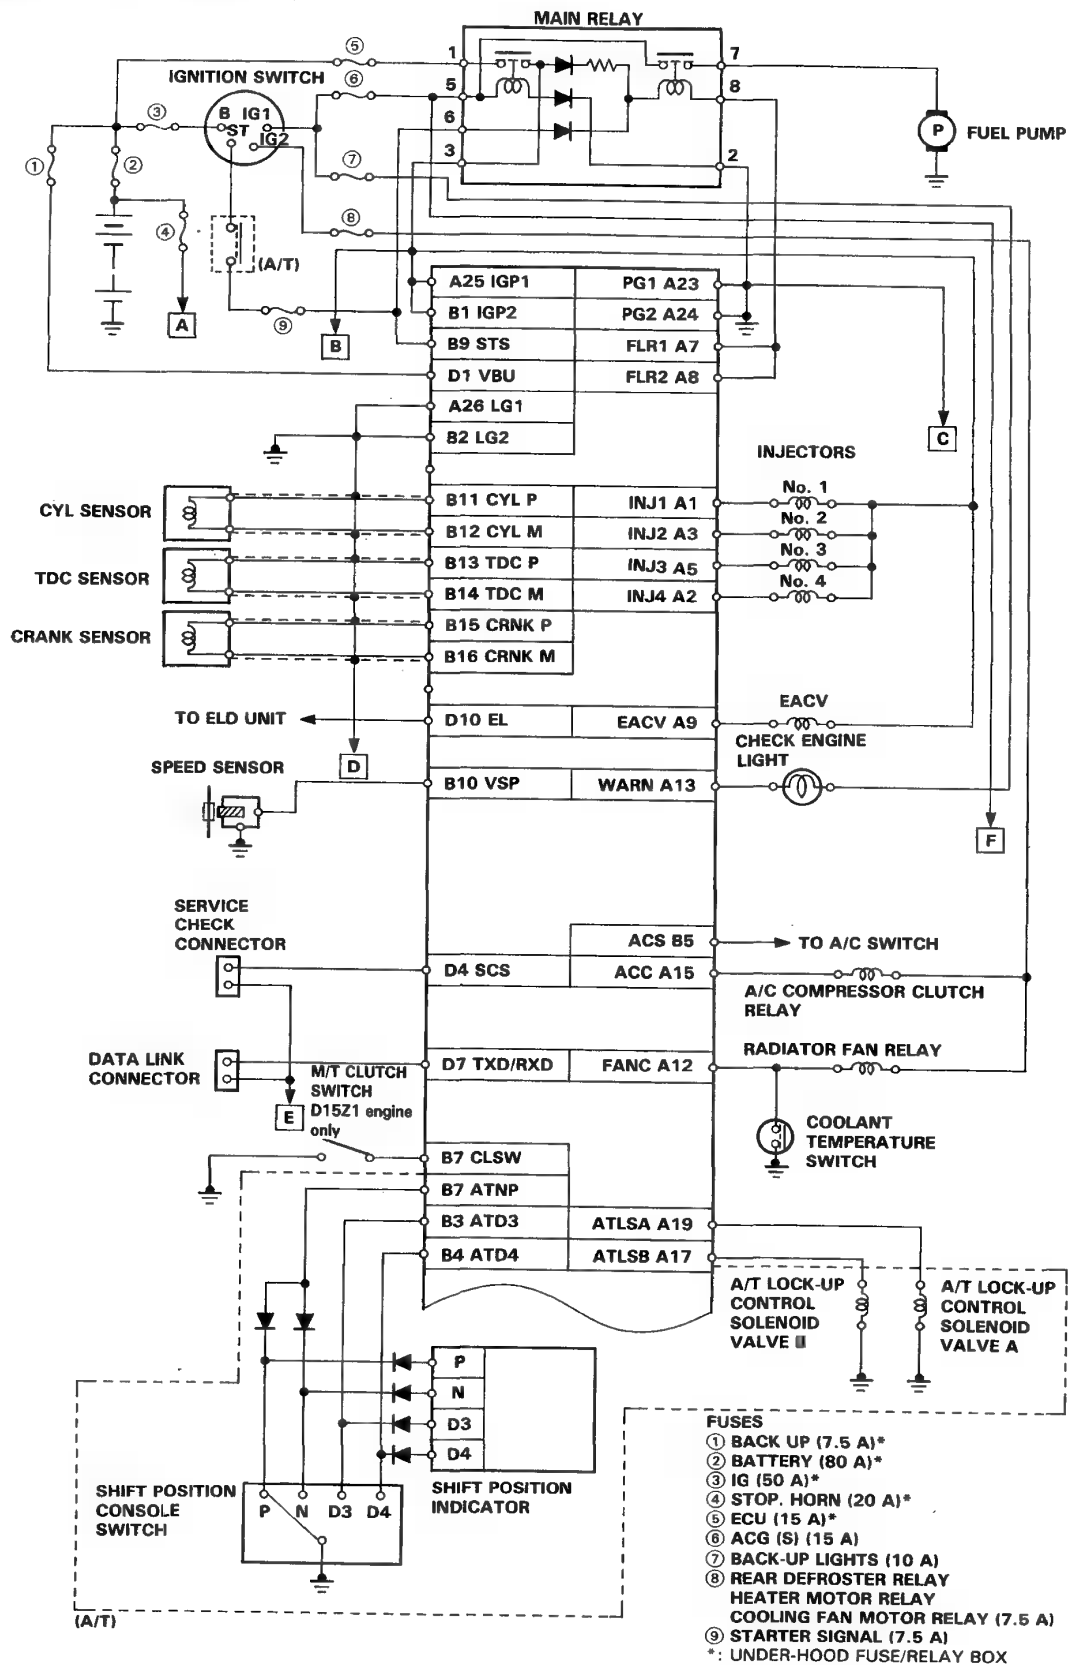 MAIN RELAY
⑤
1
7
IGNITION SWITCH
⑥
5
8
③
B IG1
ST
IG2
6
P
FUEL PUMP
①
②
⑦
3
2
④
⑧
(A/T)
A
⑨
B
A25 IGP1
PG1 A23
B1 IGP2
PG2 A24
B9 STS
FLR1 A7
D1 VBU
FLR2 A8
A26 LG1
B2 LG2
C
INJECTORS
CYL SENSOR
B11 CYL P
INJ1 A1
No. 1
B12 CYL M
INJ2 A3
No. 2
TDC SENSOR
B13 TDC P
INJ3 A5
No. 3
B14 TDC M
INJ4 A2
No. 4
CRANK SENSOR
B15 CRNK P
B16 CRNK M
TO ELD UNIT
D10 EL
EACV A9
EACV
D
CHECK ENGINE
LIGHT
SPEED SENSOR
B10 VSP
WARN A13
F
SERVICE
CHECK
CONNECTOR
ACS B5
TO A/C SWITCH
D4 SCS
ACC A15
A/C COMPRESSOR CLUTCH
RELAY
DATA LINK
CONNECTOR
D7 TXD/RXD
FANC A12
RADIATOR FAN RELAY
M/T CLUTCH
SWITCH
D15Z1 engine
only
E
COOLANT
TEMPERATURE
SWITCH
B7 CLSW
B7 ATNP
B3 ATD3
ATLSA A19
B4 ATD4
ATLSB A17
A/T LOCK-UP
CONTROL
SOLENOID
VALVE
A/T LOCK-UP
CONTROL
SOLENOID
VALVE A
P
N
D3
D4
SHIFT POSITION
INDICATOR
SHIFT POSITION
CONSOLE
SWITCH
P N D3 D4
(A/T)
FUSES
① BACK UP (7.5 A)*
② BATTERY (80 A)*
③ IG (50 A)*
④ STOP. HORN (20 A)*
⑤ ECU (15 A)*
⑥ ACG (S) (15 A)
⑦ BACK-UP LIGHTS (10 A)
⑧ REAR DEFROSTER RELAY
HEATER MOTOR RELAY
COOLING FAN MOTOR RELAY (7.5 A)
⑨ STARTER SIGNAL (7.5 A)
*: UNDER-HOOD FUSE/RELAY BOX